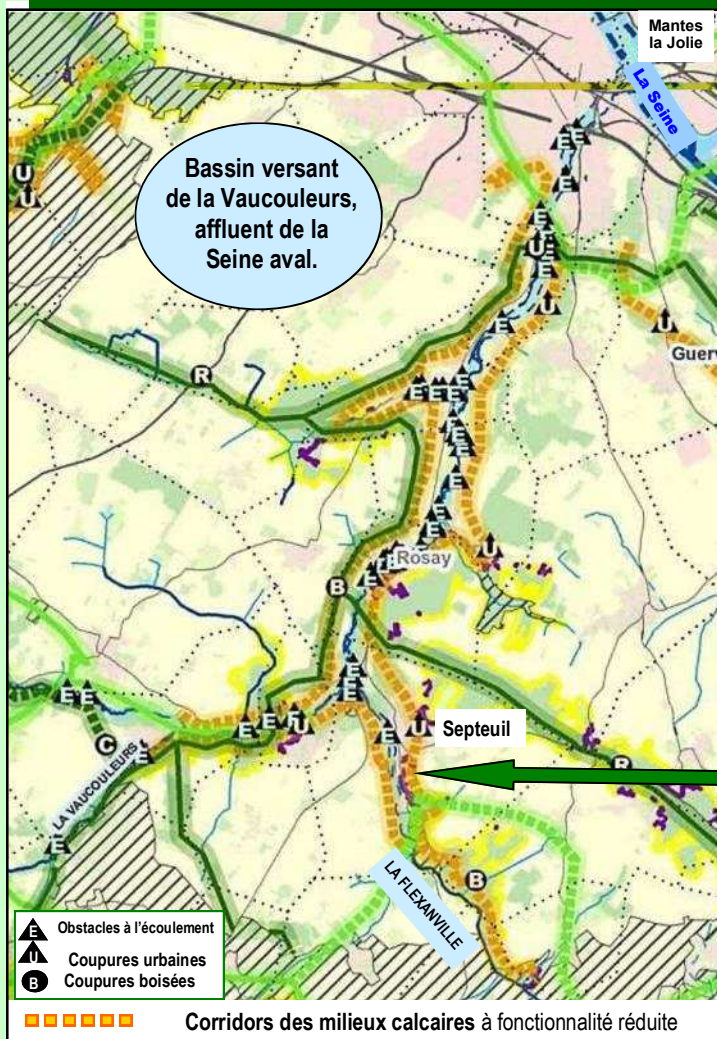 Mantes
la Jolie
La Seine
Bassin versant
de la Vaucouleurs,
affluent de la
Seine aval.
U
U
E
E
E
E
U
E
E
U
U
R
E
E
E
E
E
E
E
E
E
E
E
U
Rosay
E
E
B
E
E
E
E
E
C
E
E
E
U
E
U
Septeuil
R
LA VAUCOULEURS
E
E
LA FLEXANVILLE
B
E Obstacles à l'écoulement
U Coupures urbaines
B Coupures boisées
Corridors des milieux calcaires à fonctionnalité réduite